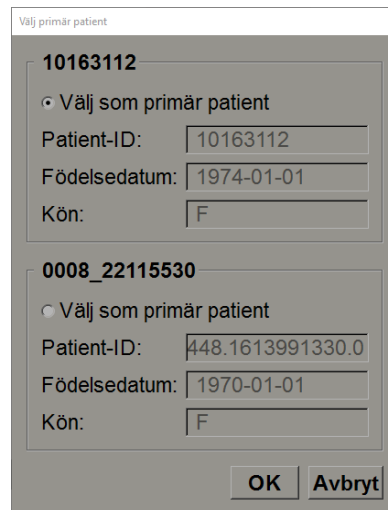 Välj primär patient
10163112
Välj som primär patient
Patient-ID: 10163112
Födelsedatum: 1974-01-01
Kön: F
0008_22115530
Välj som primär patient
Patient-ID: 448.1613991330.0
Födelsedatum: 1970-01-01
Kön: F
OK Avbryt